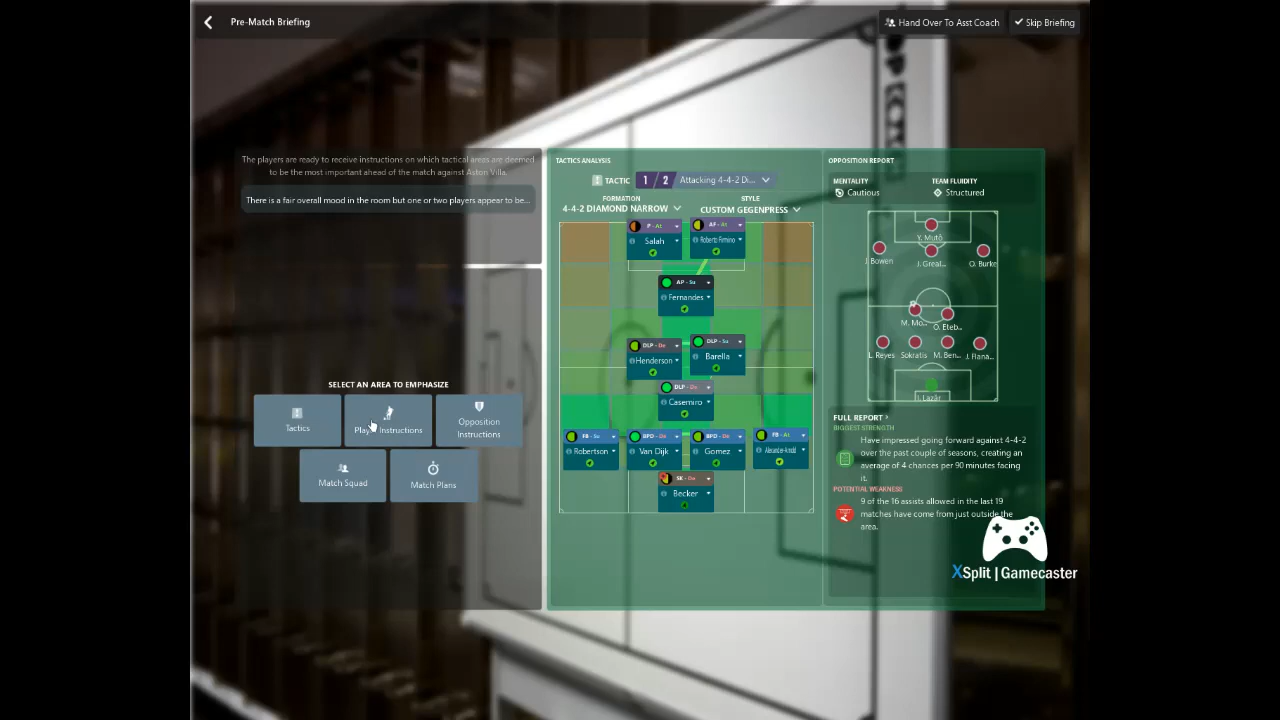 Pre-Match Briefing
Hand Over To Asst Coach
Skip Briefing
The players are ready to receive instructions on which tactical areas are deemed
to be the most important ahead of the match against Aston Villa.
There is a fair overall mood in the room but one or two players appear to be...
SELECT AN AREA TO EMPHASIZE
Tactics
Instructions
Opposition
Instructions
Match Squad
Match Plans
TACTICS ANALYSIS
TACTIC 1 / 2 Attacking 4-4-2 Di...
FORMATION
STYLE
4-4-2 DIAMOND NARROW
CUSTOM GEGENPRESS
P - At
AF - At
Salah
Roberto Firmino
AP - Su
Fernandes
DLP - De
DLP - Su
Henderson
Barella
DLP - De
Casemiro
FB - Su
BPD - De
BPD - De
FB - At
Robertson
Van Dijk
Gomez
Alexander-Arnold
SK - De
Becker
OPPOSITION REPORT
MENTALITY
TEAM FLUIDITY
Cautious
Structured
Y. Mutō
J. Bowen
J. Greal...
O. Burke
M. Mo...
O. Eteb...
L. Reyes
Sokratis
M. Ben...
J. Hana...
I. Lazăr
FULL REPORT >
BIGGEST STRENGTH
Have impressed going forward against 4-4-2
over the past couple of seasons, creating an
average of 4 chances per 90 minutes facing
it.
POTENTIAL WEAKNESS
9 of the 16 assists allowed in the last 19
matches have come from just outside the
area.
XSplit | Gamecaster